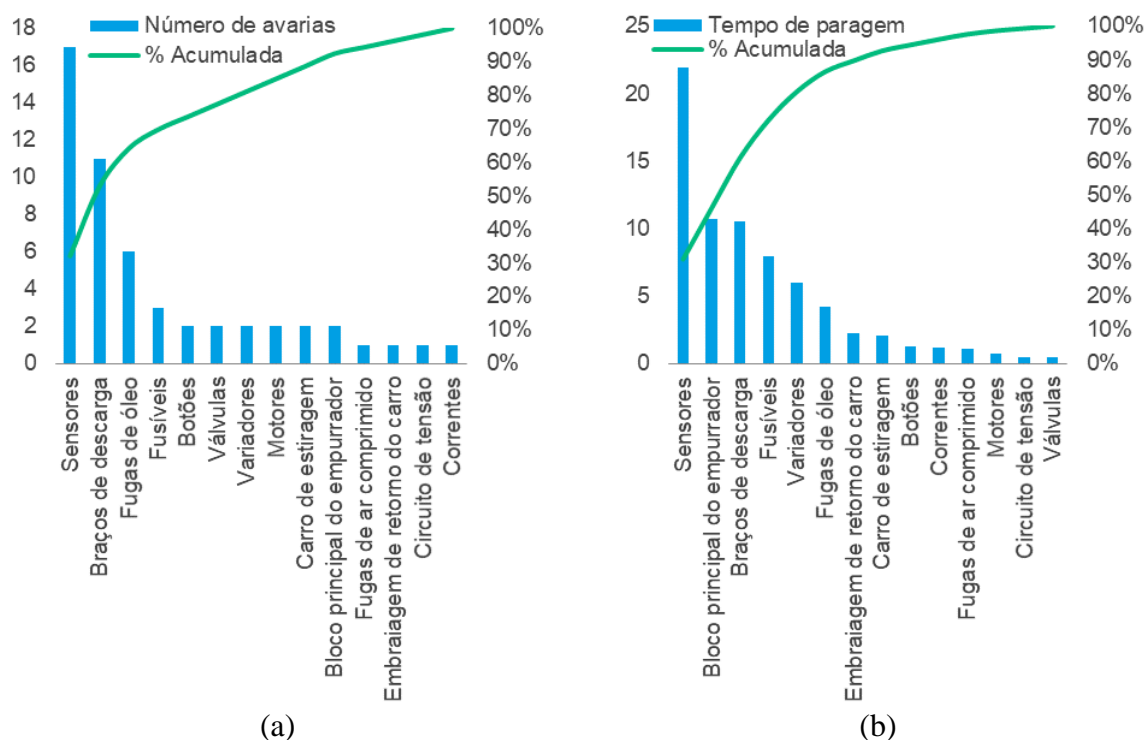 Número de avarias
% Acumulada
18
16
14
12
10
8
6
4
2
0
100%
90%
80%
70%
60%
50%
40%
30%
20%
10%
0%
Sensores
Braços de descarga
Fugas de óleo
Fusíveis
Botões
Válvulas
Variadores
Motores
Carro de estiragem
Bloco principal do empurrador
Fugas de ar comprimido
Embraiagem de retorno do carro
Circuito de tensão
Correntes
(a)
Tempo de paragem
% Acumulada
25
20
15
10
5
0
100%
90%
80%
70%
60%
50%
40%
30%
20%
10%
0%
Sensores
Bloco principal do empurrador
Braços de descarga
Fusíveis
Variadores
Fugas de óleo
Embraiagem de retorno do carro
Carro de estiragem
Botões
Correntes
Fugas de ar comprimido
Motores
Circuito de tensão
Válvulas
(b)